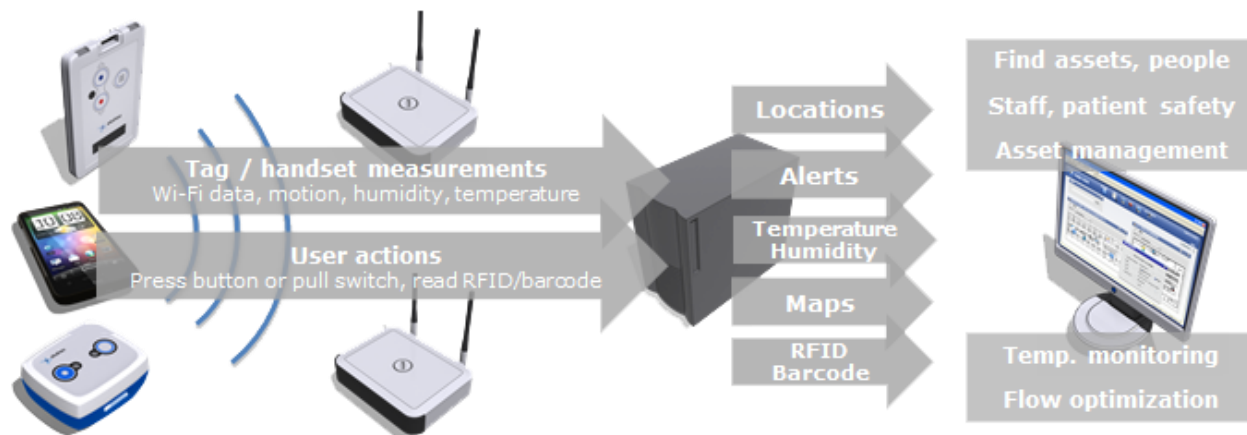 Tag / handset measurements
Wi-Fi data, motion, humidity, temperature
User actions
Press button or pull switch, read RFID/barcode
Locations
Alerts
Temperature
Humidity
Maps
RFID
Barcode
Find assets, people
Staff, patient safety
Asset management
Temp. monitoring
Flow optimization